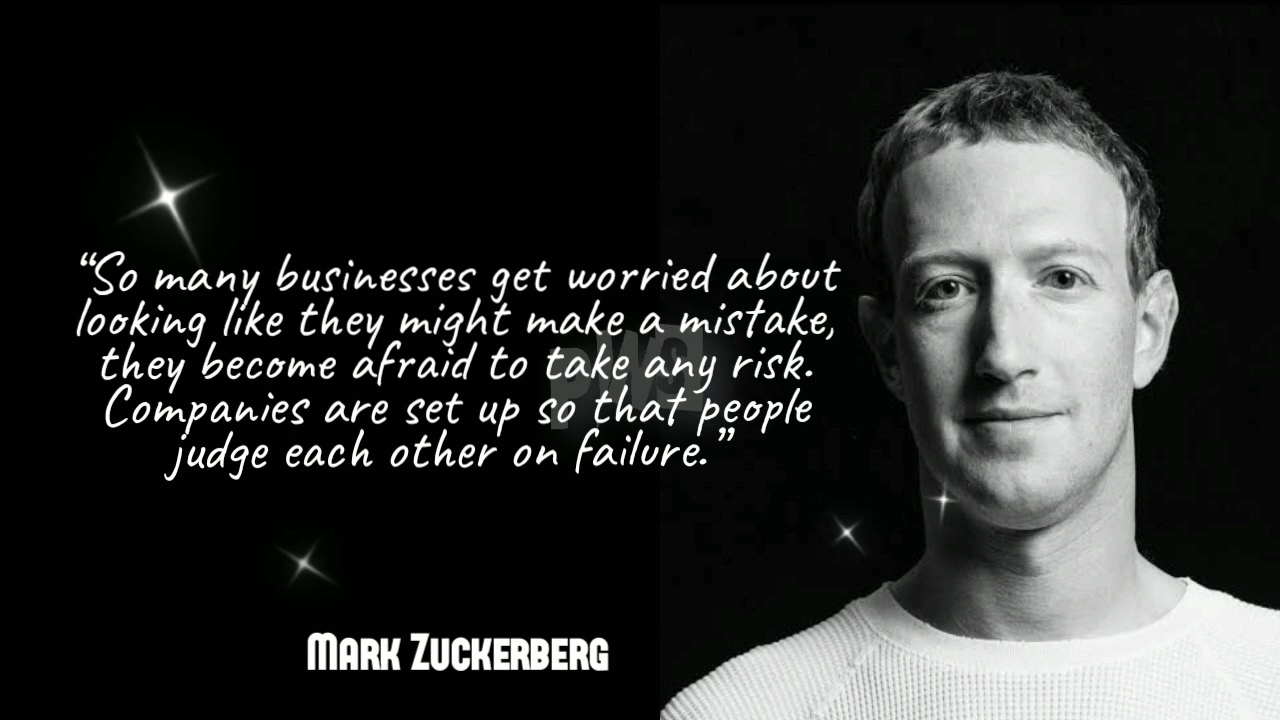 “So many businesses get worried about
looking like they might make a mistake,
they become afraid to take any risk.
Companies are set up so that people
judge each other on failure.”
PWS
Mark Zuckerberg